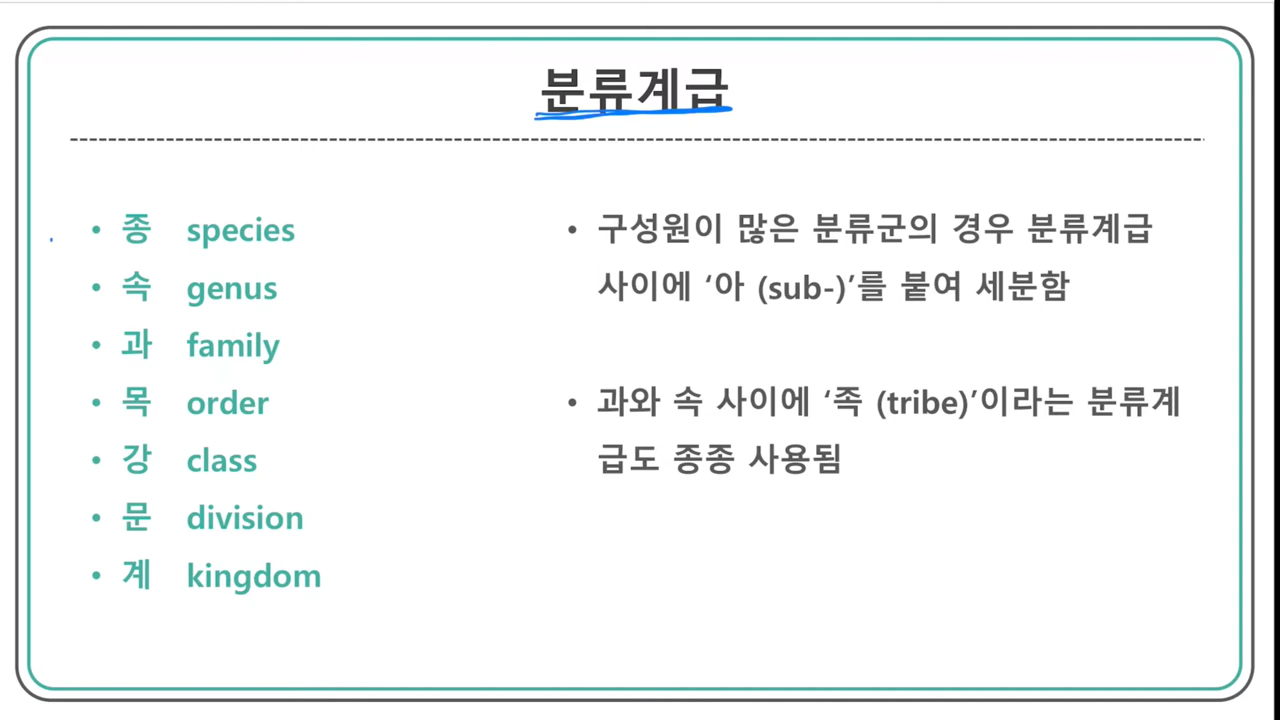 분류계급
• 종 species
• 속 genus
• 과 family
• 목 order
• 강 class
• 문 division
• 계 kingdom
• 구성원이 많은 분류군의 경우 분류계급
사이에 ‘아 (sub-)’를 붙여 세분함
• 과와 속 사이에 ‘족 (tribe)’이라는 분류계
급도 종종 사용됨